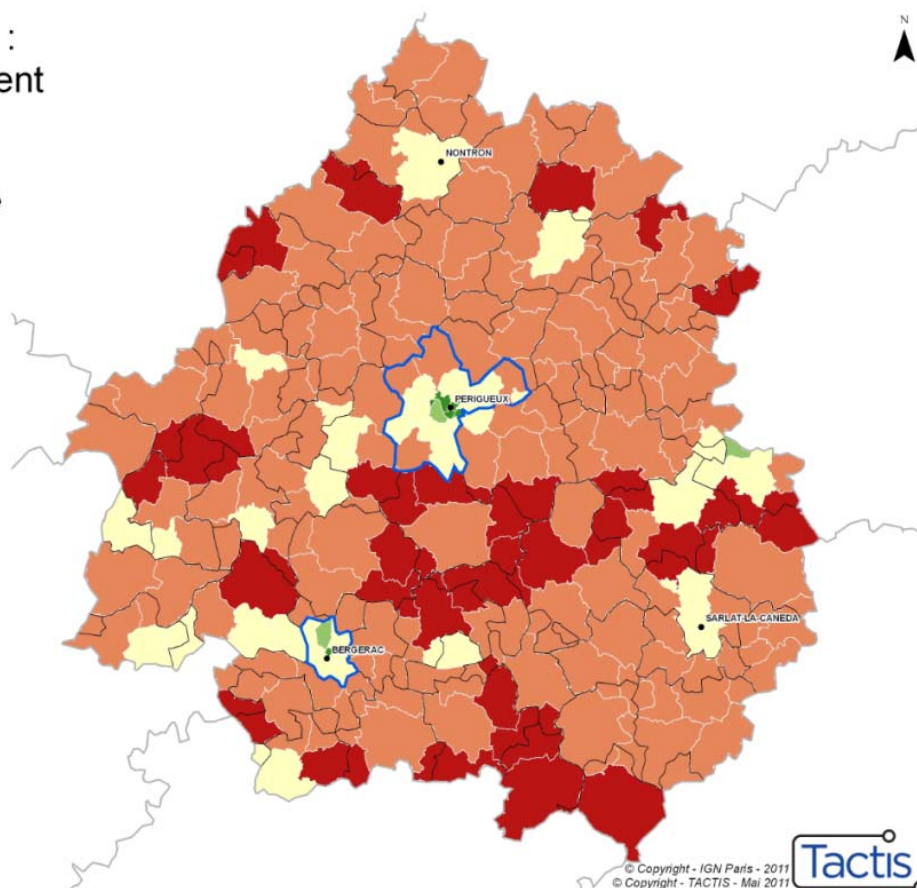 :
ent
N
NONTRON
PERIGUEUX
SARLAT-LA-CANEDA
BERGERAC
© Copyright - IGN Paris - 2011
© Copyright - TACTIS - Mai 2011
Tactis